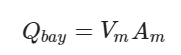 Q_{bay} = V_m A_m